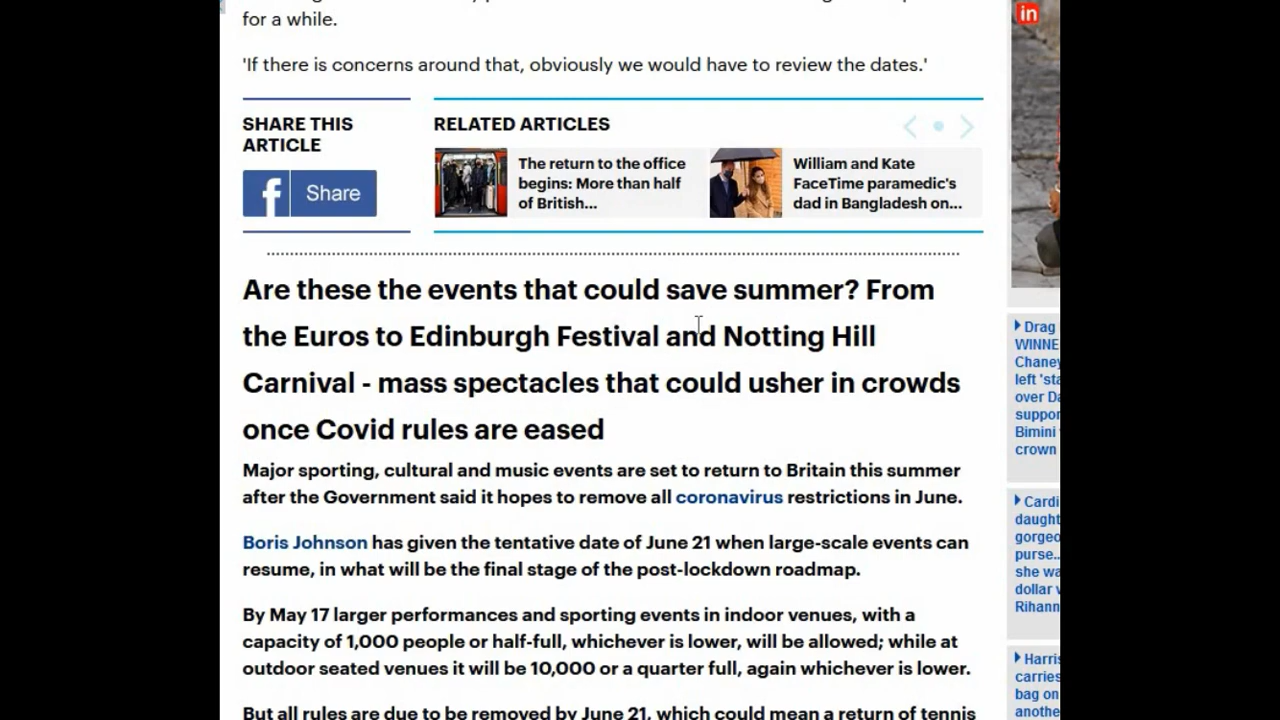 for a while.
'If there is concerns around that, obviously we would have to review the dates.'
SHARE THIS
ARTICLE
f Share
RELATED ARTICLES
The return to the office
begins: More than half
of British...
William and Kate
FaceTime paramedic's
dad in Bangladesh on...
Are these the events that could save summer? From
the Euros to Edinburgh Festival and Notting Hill
Carnival - mass spectacles that could usher in crowds
once Covid rules are eased
Major sporting, cultural and music events are set to return to Britain this summer
after the Government said it hopes to remove all coronavirus restrictions in June.
Boris Johnson has given the tentative date of June 21 when large-scale events can
resume, in what will be the final stage of the post-lockdown roadmap.
By May 17 larger performances and sporting events in indoor venues, with a
capacity of 1,000 people or half-full, whichever is lower, will be allowed; while at
outdoor seated venues it will be 10,000 or a quarter full, again whichever is lower.
But all rules are due to be removed by June 21, which could mean a return of tennis
in
Drag
WINNE
Chaney
left 'sta
over Da
suppor
Bimini
crown
Cardi
daught
gorgeo
purse..
she wa
dollar
Rihann
Harris
carries
bag on
anothe